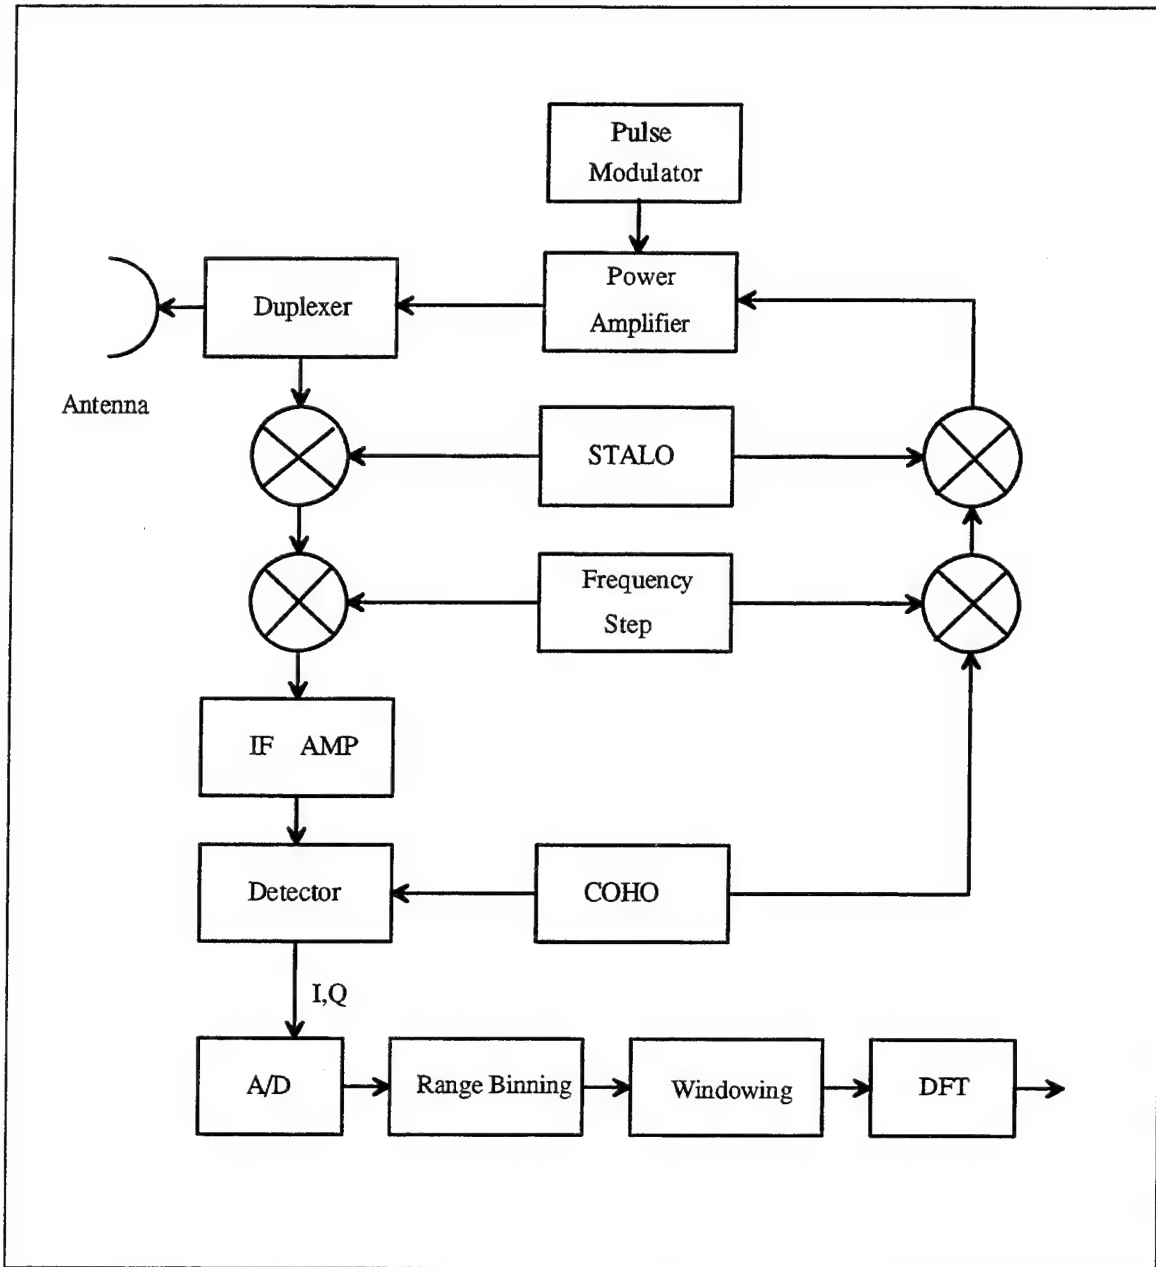 Pulse
Modulator
Power
Amplifier
Duplexer
Antenna
STALO
Frequency
Step
IF AMP
Detector
COHO
I,Q
A/D
Range Binning
Windowing
DFT